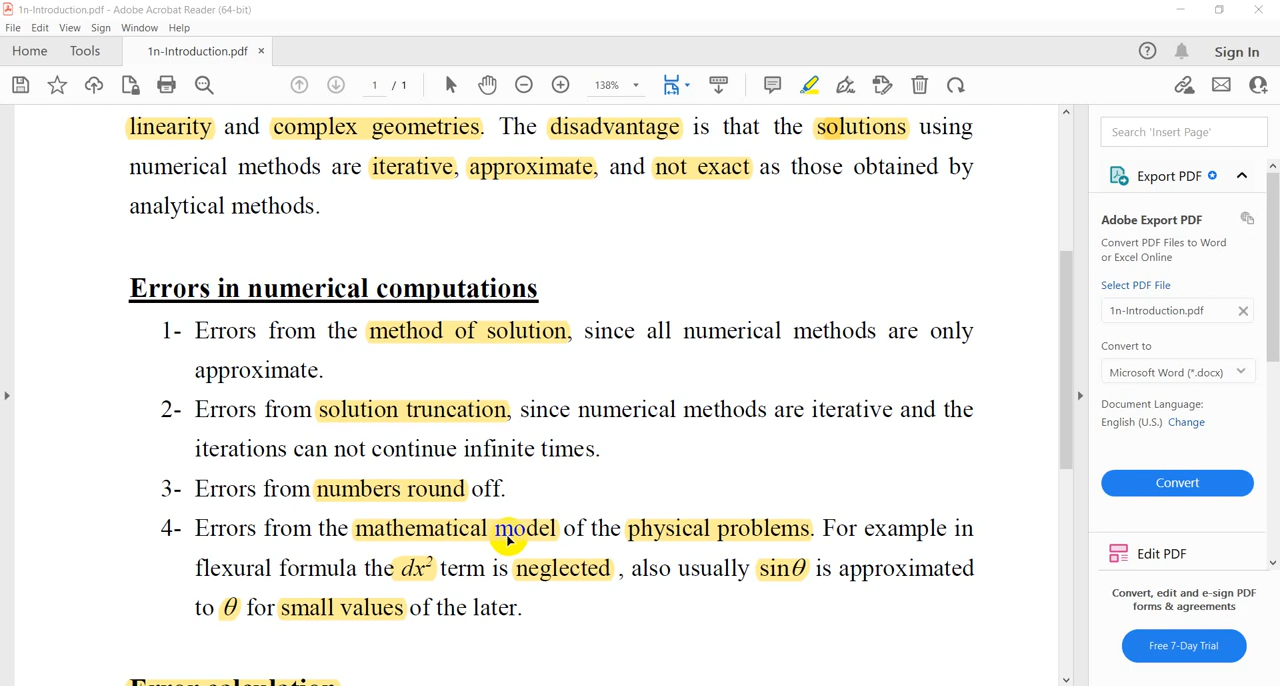 1n-Introduction.pdf - Adobe Acrobat Reader (64-bit)
File Edit View Sign Window Help
Home Tools 1n-Introduction.pdf × Sign In
1 / 1 138%
linearity and complex geometries. The disadvantage is that the solutions using
numerical methods are iterative, approximate, and not exact as those obtained by
analytical methods.
Errors in numerical computations
1- Errors from the method of solution, since all numerical methods are only
approximate.
2- Errors from solution truncation, since numerical methods are iterative and the
iterations can not continue infinite times.
3- Errors from numbers round off.
4- Errors from the mathematical model of the physical problems. For example in
flexural formula the dx² term is neglected , also usually sinθ is approximated
to θ for small values of the later.
Error calculation
Search 'Insert Page'
Export PDF
Adobe Export PDF
Convert PDF Files to Word
or Excel Online
Select PDF File
1n-Introduction.pdf
Convert to
Microsoft Word (*.docx)
Document Language:
English (U.S.) Change
Convert
Edit PDF
Convert, edit and e-sign PDF
forms & agreements
Free 7-Day Trial